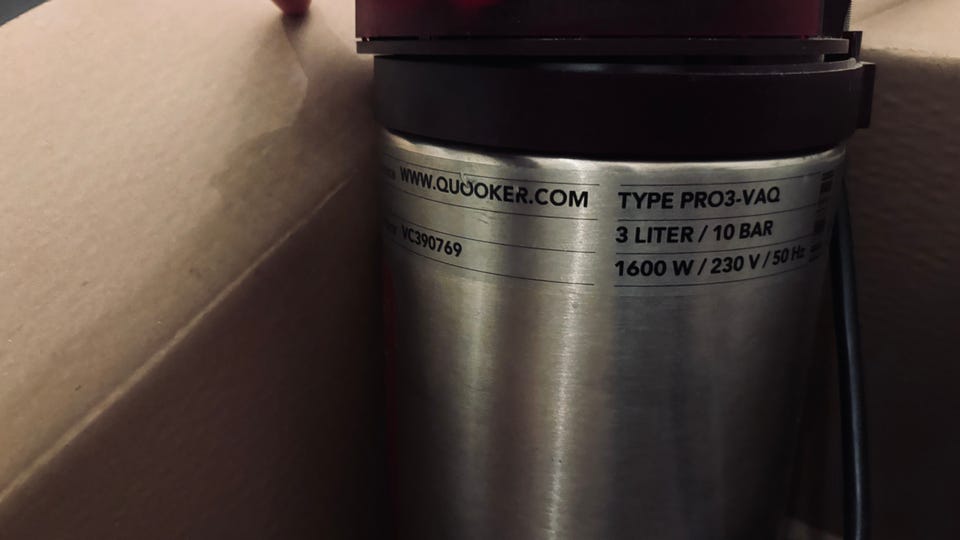 WWW.QUOOKER.COM
VC390769
TYPE PRO3-VAQ
3 LITER / 10 BAR
1600 W / 230 V / 50 Hz